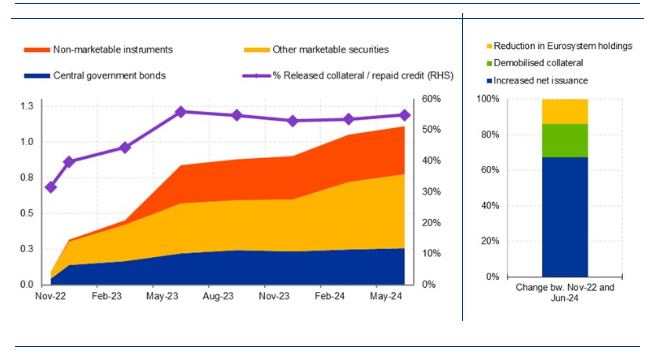 Non-marketable instruments
Other marketable securities
Central government bonds
% Released collateral / repaid credit (RHS)
1.3
1.0
0.8
0.5
0.3
0.0
60%
50%
40%
30%
20%
10%
0%
Nov-22
Feb-23
May-23
Aug-23
Nov-23
Feb-24
May-24
Reduction in Eurosystem holdings
Demobilised collateral
Increased net issuance
100%
80%
60%
40%
20%
0%
Change bw. Nov-22 and
Jun-24